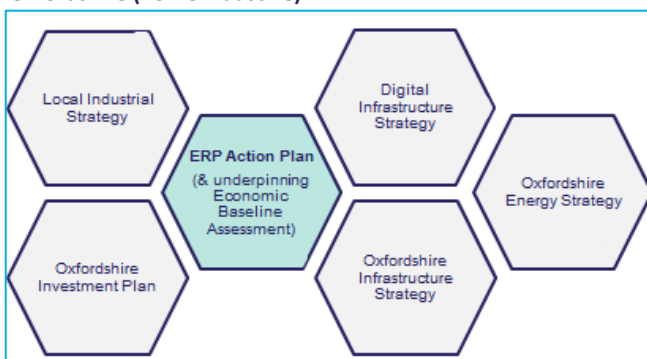 Local Industrial
Strategy
Digital
Infrastructure
Strategy
ERP Action Plan
(& underpinning
Economic
Baseline
Assessment)
Oxfordshire
Energy Strategy
Oxfordshire
Investment Plan
Oxfordshire
Infrastructure
Strategy